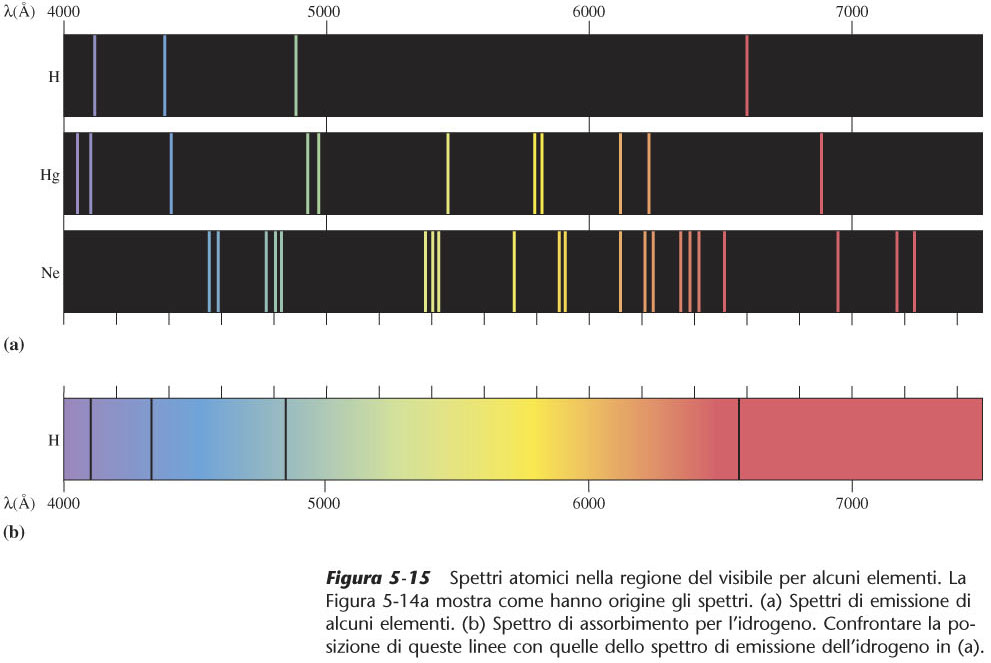 λ(Å) 4000 5000 6000 7000
H
Hg
Ne
(a)
H
λ(Å) 4000 5000 6000 7000
(b)
Figura 5-15 Spettri atomici nella regione del visibile per alcuni elementi. La
Figura 5-14a mostra come hanno origine gli spettri. (a) Spettri di emissione di
alcuni elementi. (b) Spettro di assorbimento per l’idrogeno. Confrontare la po-
sizione di queste linee con quelle dello spettro di emissione dell’idrogeno in (a).